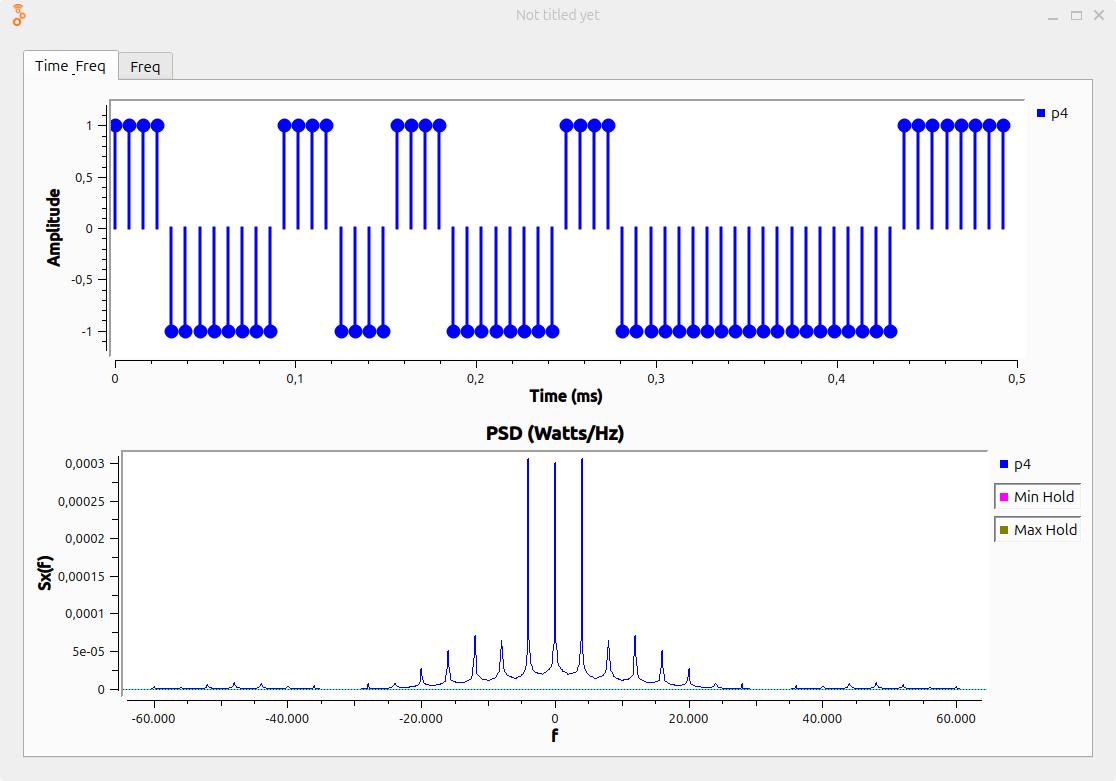 Not titled yet
Time_Freq
Freq
1
0,5
0
-0,5
-1
Amplitude
p4
0
0,1
0,2
0,3
0,4
0,5
Time (ms)
PSD (Watts/Hz)
0,0003
0,00025
0,0002
0,00015
0,0001
5e-05
0
Sx(f)
p4
Min Hold
Max Hold
-60.000
-40.000
-20.000
0
20.000
40.000
60.000
f